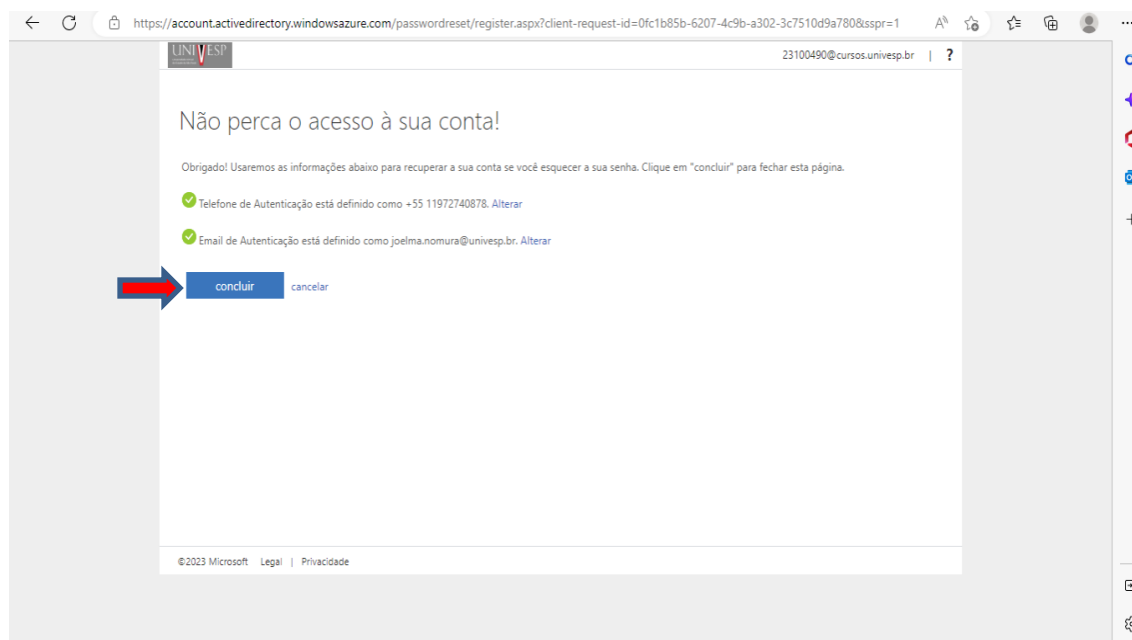 https://account.activedirectory.windowsazure.com/passwordreset/register.aspx?client-request-id=0fc1b85b-6207-4c9b-a302-3c7510d9a780&sspr=1
UNIVESP
23100490@cursos.univesp.br | ?
Não perca o acesso à sua conta!
Obrigado! Usaremos as informações abaixo para recuperar a sua conta se você esquecer a sua senha. Clique em "concluir" para fechar esta página.
Telefone de Autenticação está definido como +55 11972740878. Alterar
Email de Autenticação está definido como joelma.nomura@univesp.br. Alterar
concluir cancelar
©2023 Microsoft Legal | Privacidade